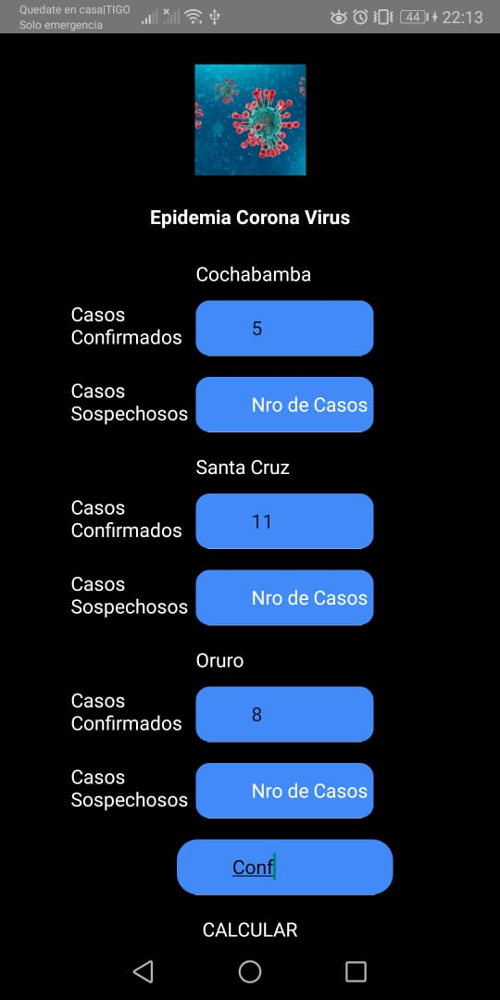 Quedate en casa|TIGO
Solo emergencia
44
22:13
Epidemia Corona Virus
Cochabamba
Casos
Confirmados
5
Casos
Sospechosos
Nro de Casos
Santa Cruz
Casos
Confirmados
11
Casos
Sospechosos
Nro de Casos
Oruro
Casos
Confirmados
8
Casos
Sospechosos
Nro de Casos
Conf
CALCULAR